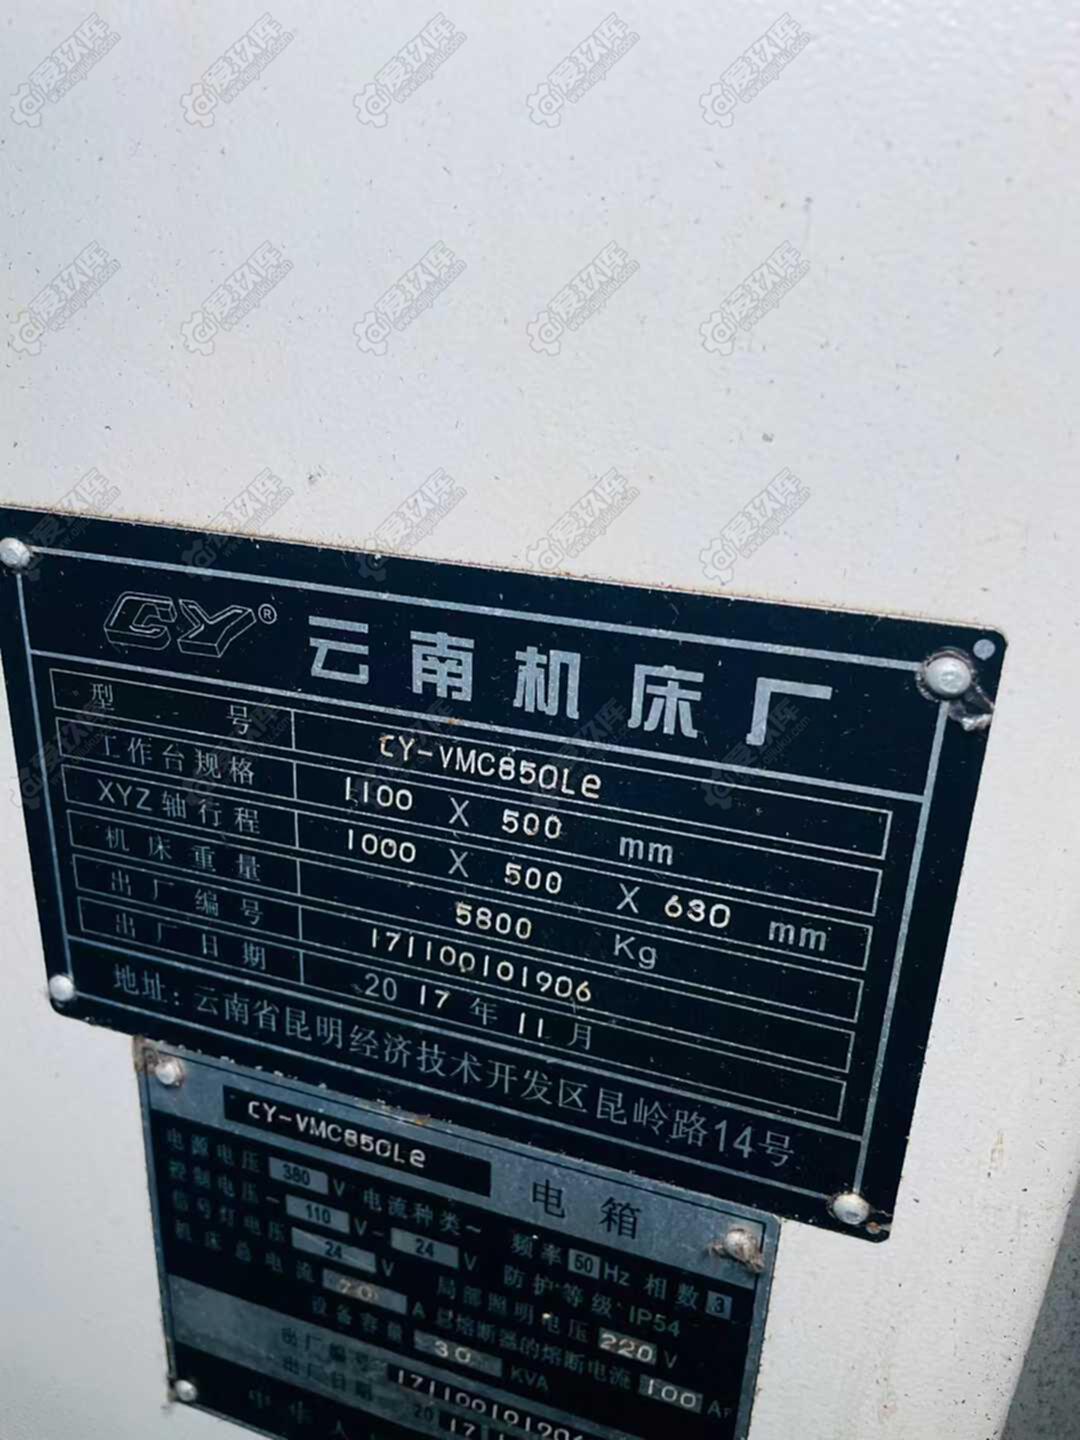 CY® 云南机床厂
型号 CY-VMC850Le
工作台规格 1100 X 500 mm
XYZ轴行程 1000 X 500 X 630 mm
机床重量 5800 Kg
出厂编号 171100101906
出厂日期 2017年11月
地址:云南省昆明经济技术开发区昆岭路14号
CY-VMC850Le 电箱
电源电压 380 V 电流种类~ 频率 50 Hz 相数 3
控制电压~ 110 V- 24 V 防护等级 IP54
信号灯电压 24 V 局部照明电压 220 V
机床总电流 70 A 总熔断器的熔断电流 100 A
设备容量 30 KVA
出厂编号 171100101906
出厂日期 2017